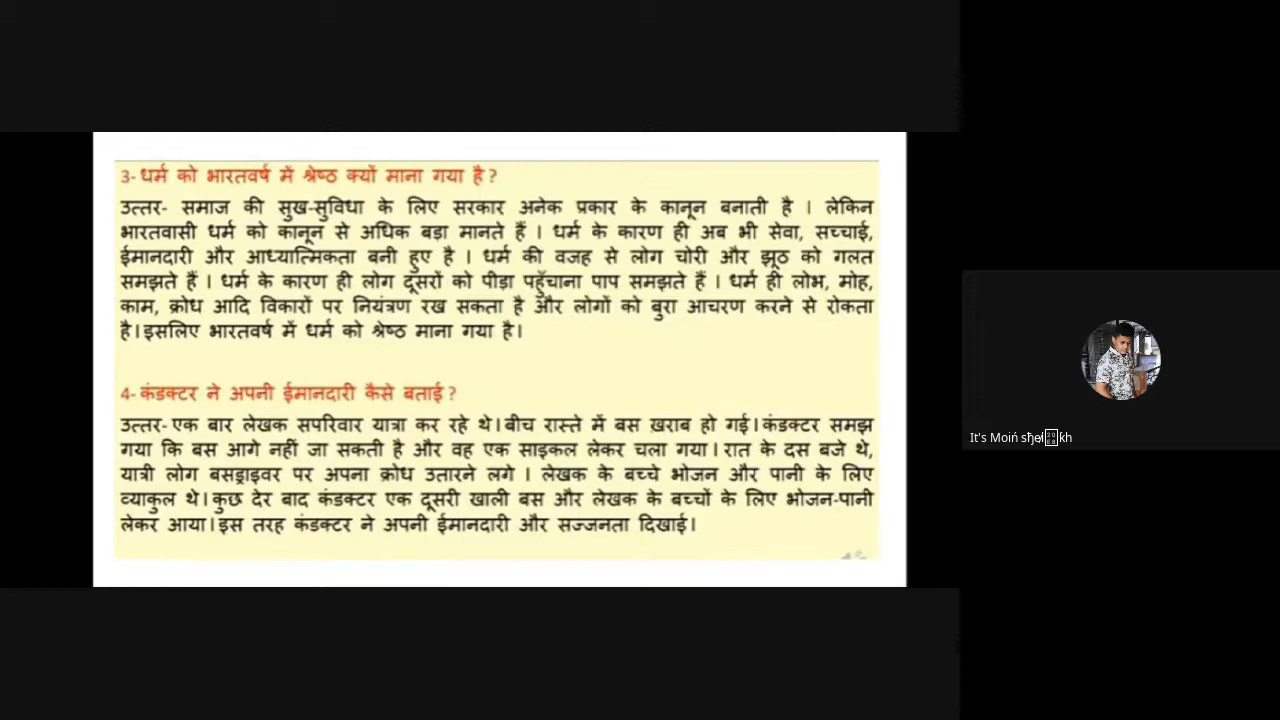 3- धर्म को भारतवर्ष में श्रेष्ठ क्यों माना गया है ?
उत्तर- समाज की सुख-सुविधा के लिए सरकार अनेक प्रकार के कानून बनाती है । लेकिन
भारतवासी धर्म को कानून से अधिक बड़ा मानते हैं । धर्म के कारण ही अब भी सेवा, सच्चाई,
ईमानदारी और आध्यात्मिकता बनी हुए है । धर्म की वजह से लोग चोरी और झूठ को गलत
समझते हैं । धर्म के कारण ही लोग दूसरों को पीड़ा पहुँचाना पाप समझते हैं । धर्म ही लोभ, मोह,
काम, क्रोध आदि विकारों पर नियंत्रण रख सकता है और लोगों को बुरा आचरण करने से रोकता
है।इसलिए भारतवर्ष में धर्म को श्रेष्ठ माना गया है।
4- कंडक्टर ने अपनी ईमानदारी कैसे बताई ?
उत्तर- एक बार लेखक सपरिवार यात्रा कर रहे थे।बीच रास्ते में बस ख़राब हो गई।कंडक्टर समझ
गया कि बस आगे नहीं जा सकती है और वह एक साइकल लेकर चला गया।रात के दस बजे थे,
यात्री लोग बसड्राइवर पर अपना क्रोध उतारने लगे । लेखक के बच्चे भोजन और पानी के लिए
व्याकुल थे।कुछ देर बाद कंडक्टर एक दूसरी खाली बस और लेखक के बच्चों के लिए भोजन-पानी
लेकर आया।इस तरह कंडक्टर ने अपनी ईमानदारी और सज्जनता दिखाई।
It's Moiń